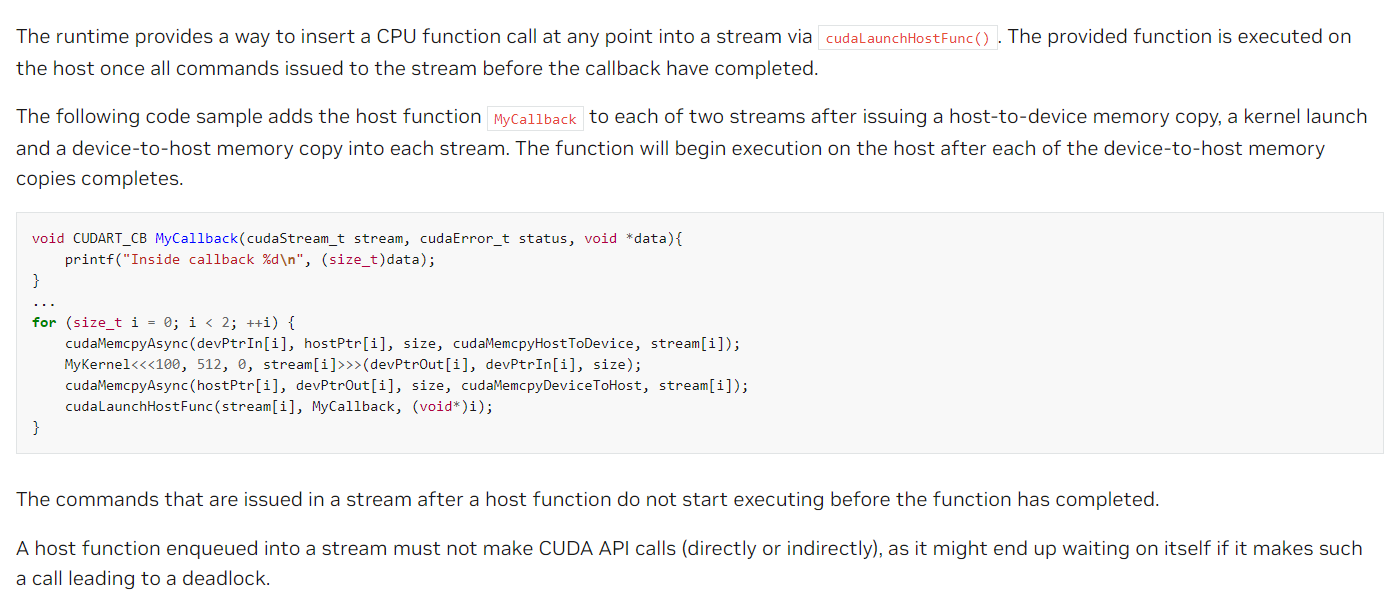 The runtime provides a way to insert a CPU function call at any point into a stream via cudaLaunchHostFunc() . The provided function is executed on
the host once all commands issued to the stream before the callback have completed.
The following code sample adds the host function MyCallback to each of two streams after issuing a host-to-device memory copy, a kernel launch
and a device-to-host memory copy into each stream. The function will begin execution on the host after each of the device-to-host memory
copies completes.
void CUDART_CB MyCallback(cudaStream_t stream, cudaError_t status, void *data){
    printf("Inside callback %d\n", (size_t)data);
}
...
for (size_t i = 0; i < 2; ++i) {
    cudaMemcpyAsync(devPtrIn[i], hostPtr[i], size, cudaMemcpyHostToDevice, stream[i]);
    MyKernel<<<100, 512, 0, stream[i]>>>(devPtrOut[i], devPtrIn[i], size);
    cudaMemcpyAsync(hostPtr[i], devPtrOut[i], size, cudaMemcpyDeviceToHost, stream[i]);
    cudaLaunchHostFunc(stream[i], MyCallback, (void*)i);
}
The commands that are issued in a stream after a host function do not start executing before the function has completed.
A host function enqueued into a stream must not make CUDA API calls (directly or indirectly), as it might end up waiting on itself if it makes such
a call leading to a deadlock.